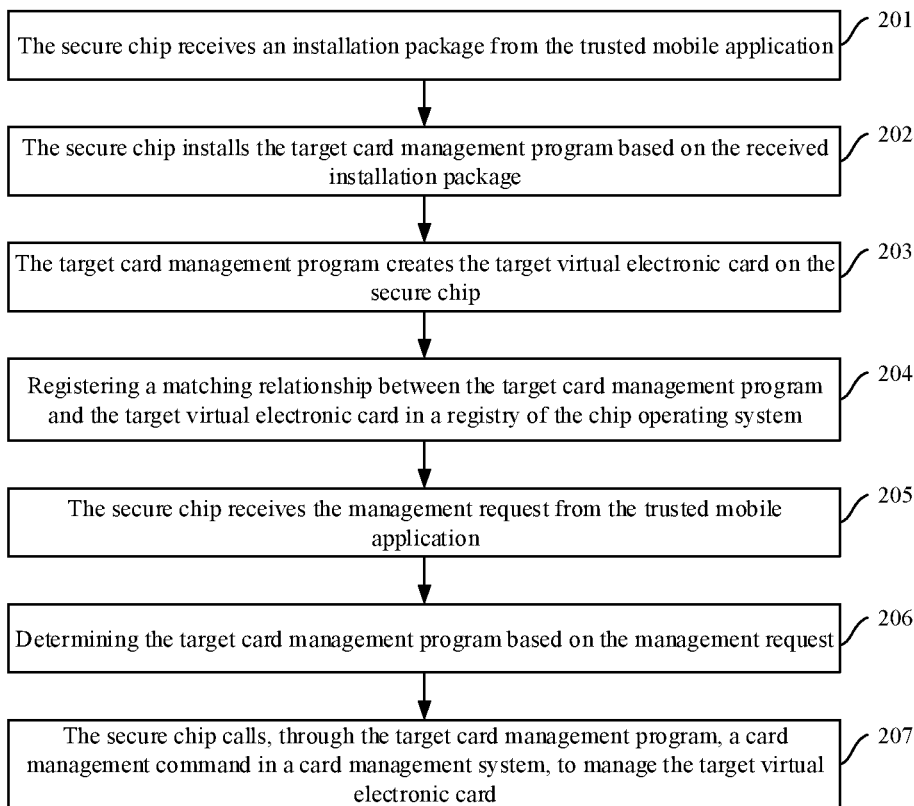 The secure chip receives an installation package from the trusted mobile application
201
The secure chip installs the target card management program based on the received
installation package
202
The target card management program creates the target virtual electronic card on the
secure chip
203
Registering a matching relationship between the target card management program
and the target virtual electronic card in a registry of the chip operating system
204
The secure chip receives the management request from the trusted mobile
application
205
Determining the target card management program based on the management request
206
The secure chip calls, through the target card management program, a card
management command in a card management system, to manage the target virtual
electronic card
207